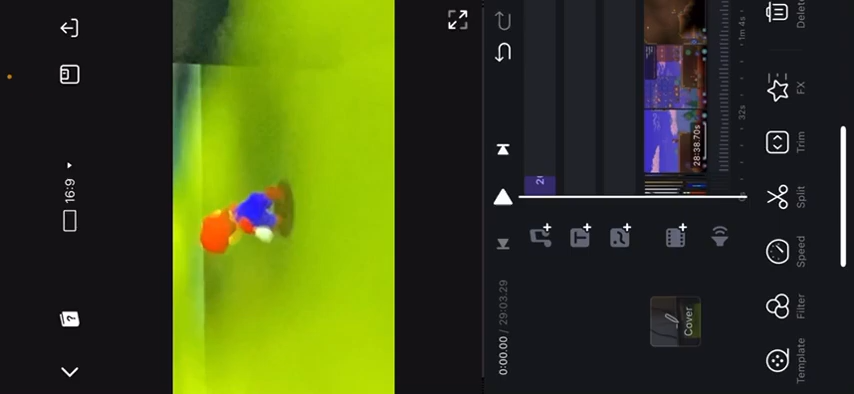 16:9
0:00.00 / 29:03.29
1m 4s
32s
28:38.70s
Cover
Template
Filter
Speed
Split
Trim
FX
Delete